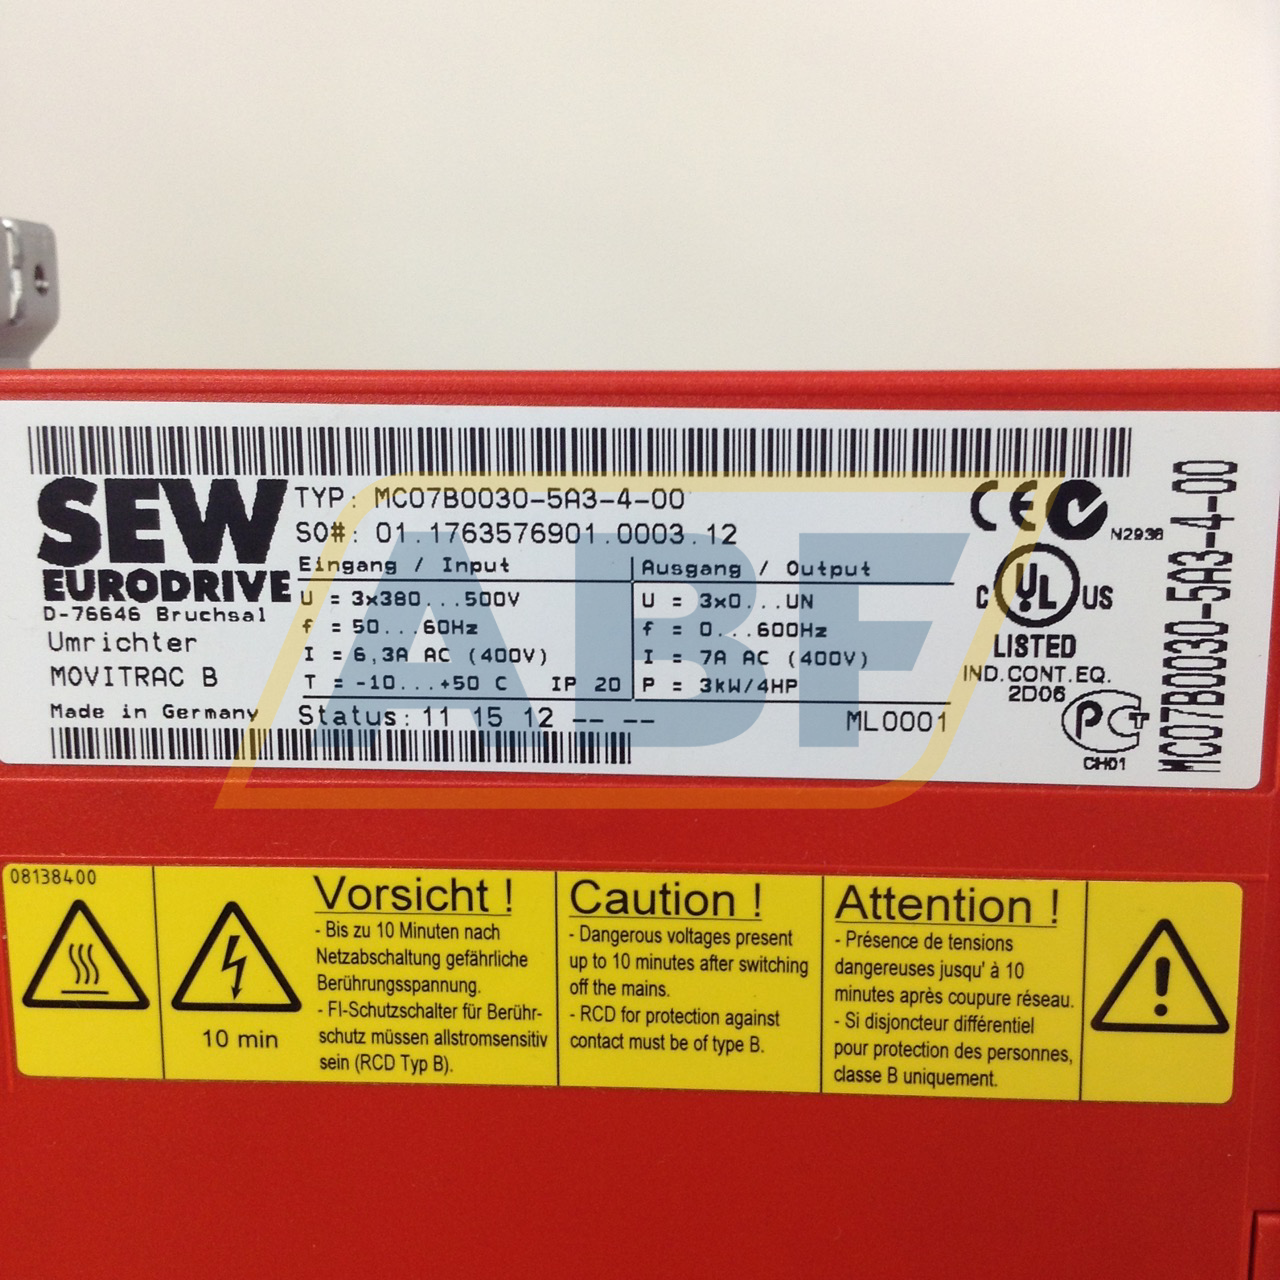 SEW
EURODRIVE
D-76646 Bruchsal
Umrichter
MOVITRAC B
Made in Germany
TYP: MC07B0030-5A3-4-00
SO#: 01.1763576901.0003.12
Eingang / Input
U = 3x380...500V
f = 50...60Hz
I = 6,3A AC (400V)
T = -10...+50 C IP 20
Ausgang / Output
U = 3x0...UN
f = 0...600Hz
I = 7A AC (400V)
P = 3kW/4HP
Status: 11 15 12 -- -- ML0001
CE N2936
C UL US
LISTED
IND.CONT.EQ.
2D06
PCT
CH01
MC07B0030-5A3-4-00
ABF
08138400
10 min
Vorsicht !
- Bis zu 10 Minuten nach
Netzabschaltung gefährliche
Berührungsspannung.
- FI-Schutzschalter für Berühr-
schutz müssen allstromsensitiv
sein (RCD Typ B).
Caution !
- Dangerous voltages present
up to 10 minutes after switching
off the mains.
- RCD for protection against
contact must be of type B.
Attention !
- Présence de tensions
dangereuses jusqu' à 10
minutes après coupure réseau.
- Si disjoncteur différentiel
pour protection des personnes,
classe B uniquement.